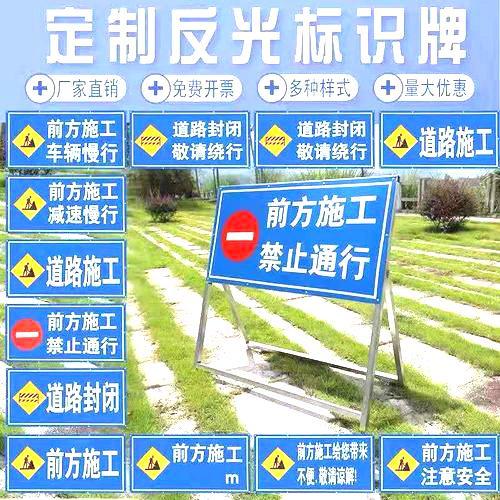 定制反光标识牌
厂家直销 免费开票 多种样式 量大优惠
前方施工
车辆慢行
道路封闭
敬请绕行
道路封闭
敬请绕行
道路施工
前方施工
减速慢行
前方施工
禁止通行
道路施工
前方施工
禁止通行
道路封闭
前方施工
前方施工
m
前方施工给您带来
不便,敬请谅解!
前方施工
注意安全